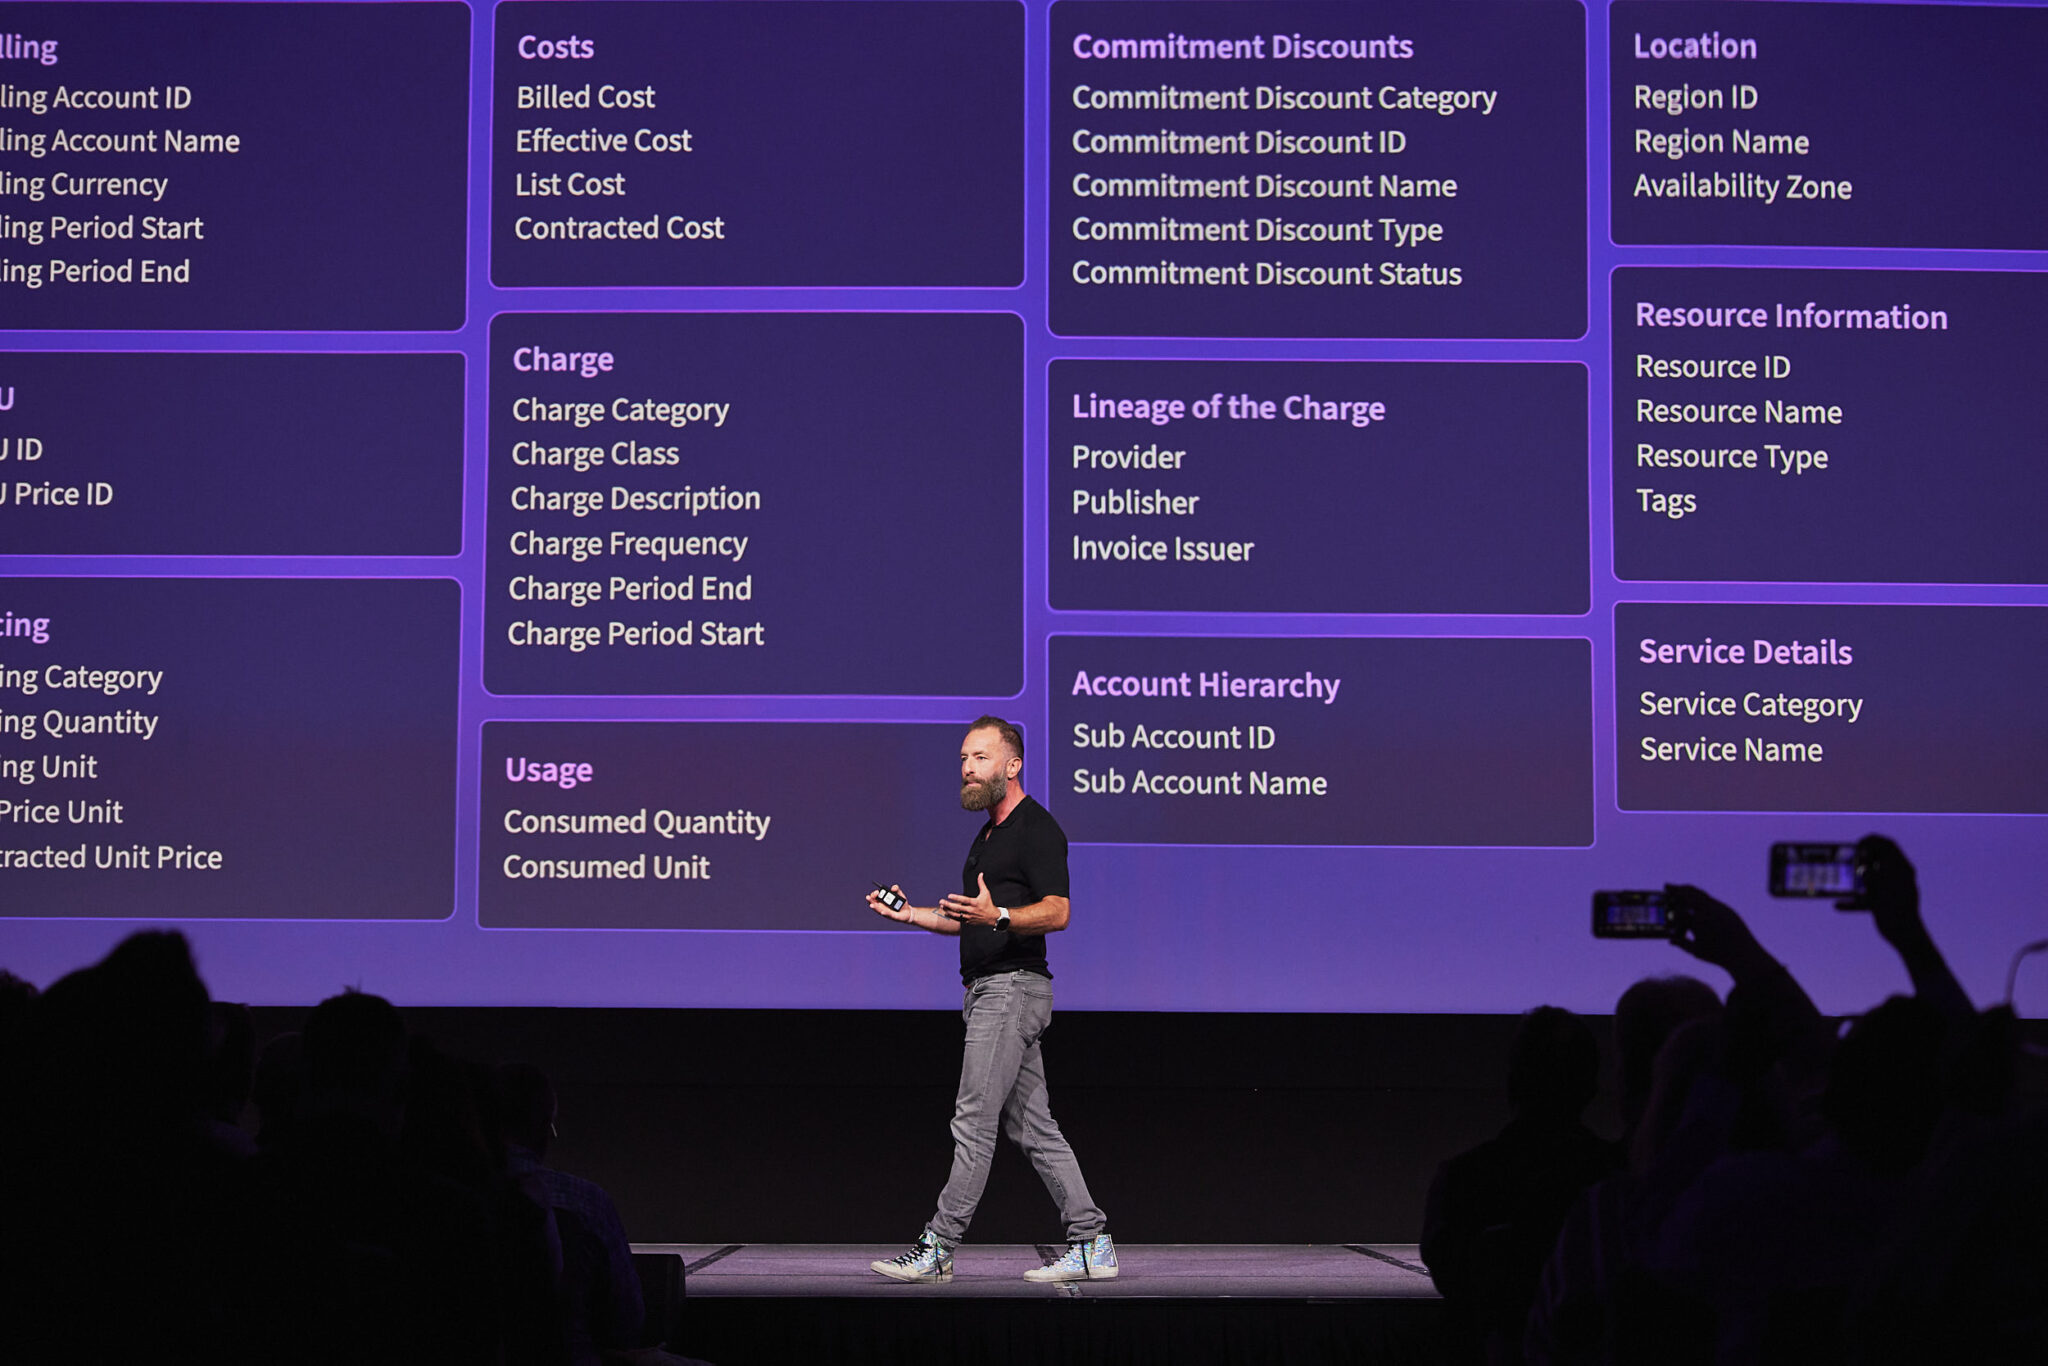 lling
lling Account ID
lling Account Name
lling Currency
lling Period Start
lling Period End
U
U ID
U Price ID
cing
ing Category
ing Quantity
ing Unit
Price Unit
tracted Unit Price
Costs
Billed Cost
Effective Cost
List Cost
Contracted Cost
Charge
Charge Category
Charge Class
Charge Description
Charge Frequency
Charge Period End
Charge Period Start
Usage
Consumed Quantity
Consumed Unit
Commitment Discounts
Commitment Discount Category
Commitment Discount ID
Commitment Discount Name
Commitment Discount Type
Commitment Discount Status
Lineage of the Charge
Provider
Publisher
Invoice Issuer
Account Hierarchy
Sub Account ID
Sub Account Name
Location
Region ID
Region Name
Availability Zone
Resource Information
Resource ID
Resource Name
Resource Type
Tags
Service Details
Service Category
Service Name